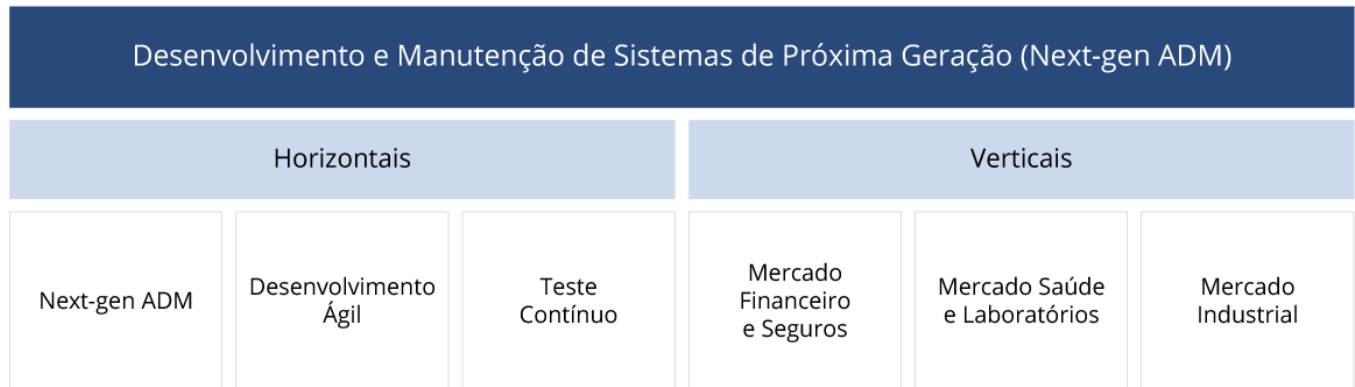 Desenvolvimento e Manutenção de Sistemas de Próxima Geração (Next-gen ADM)
Horizontais
Verticais
Next-gen ADM
Desenvolvimento
Ágil
Teste
Contínuo
Mercado
Financeiro
e Seguros
Mercado Saúde
e Laboratórios
Mercado
Industrial